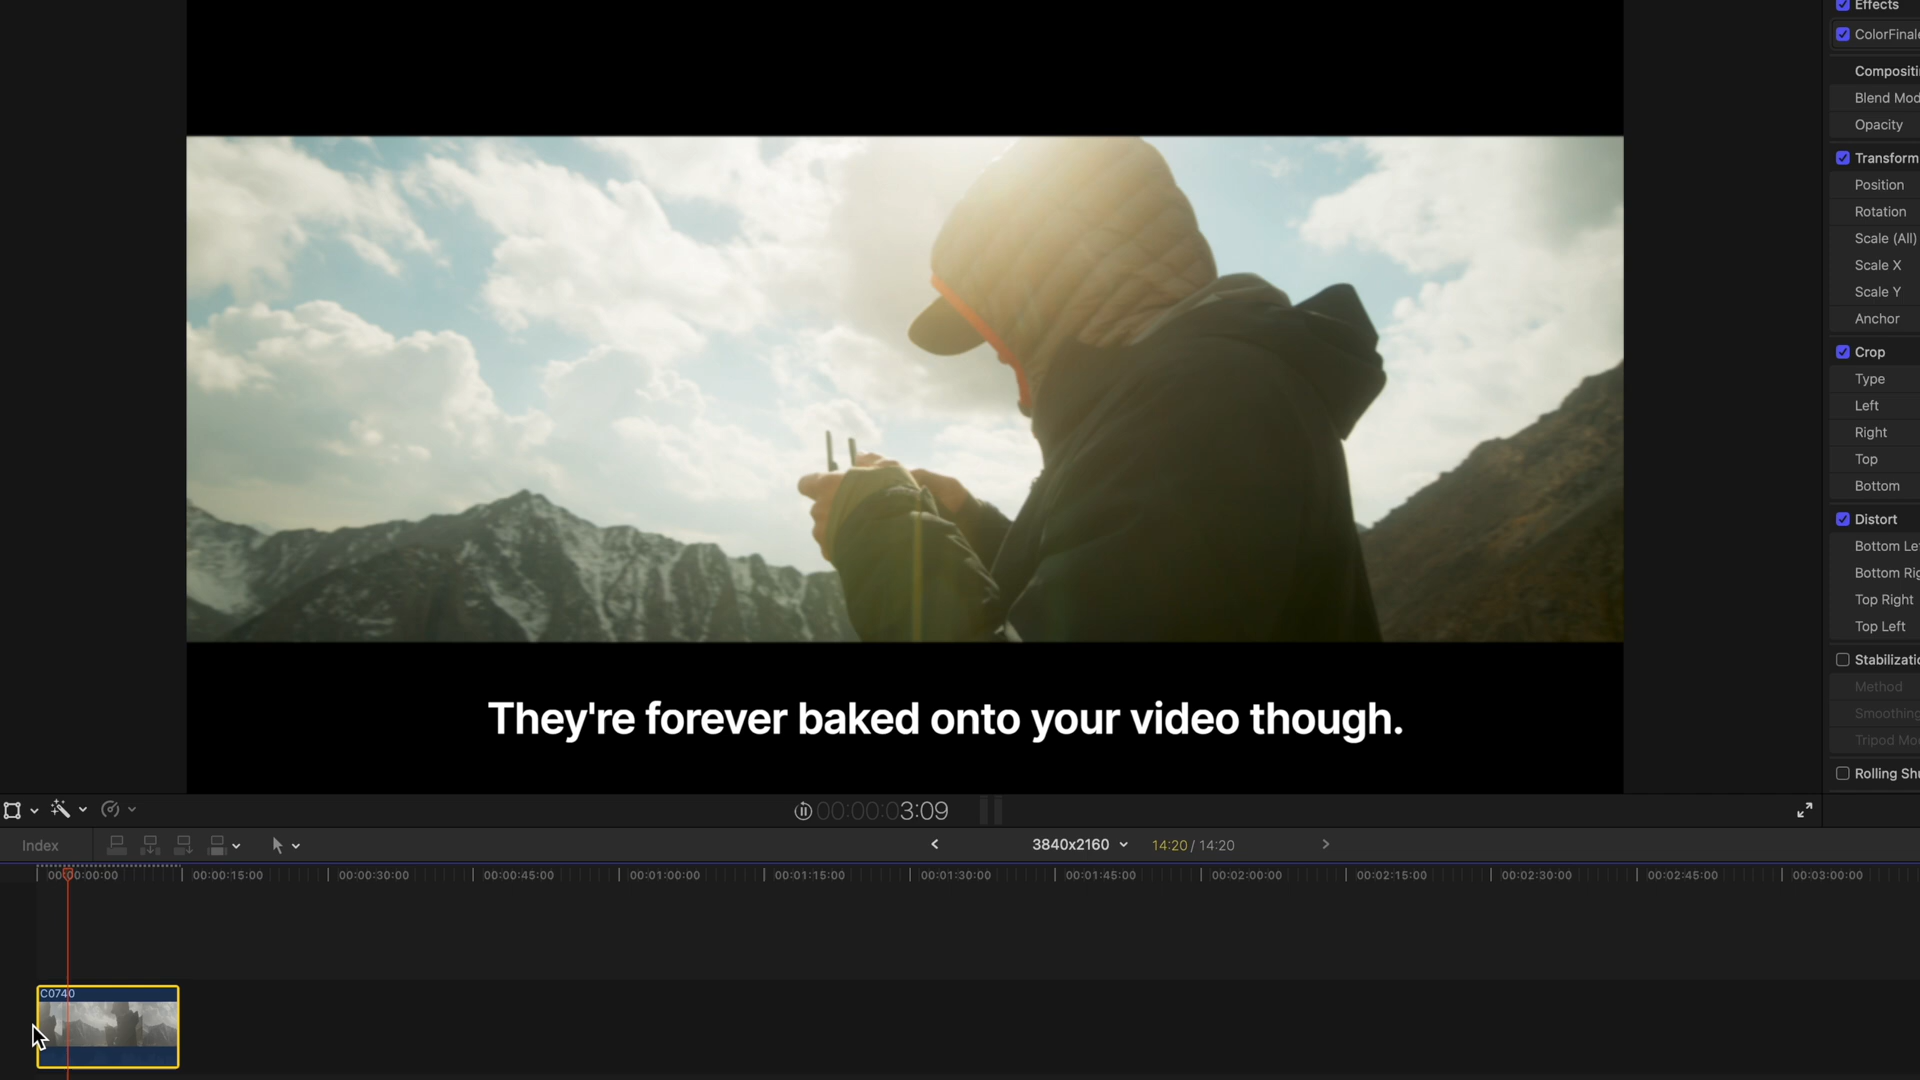 Effects
ColorFinale
Compositi
Blend Mod
Opacity
Transform
Position
Rotation
Scale (All)
Scale X
Scale Y
Anchor
Crop
Type
Left
Right
Top
Bottom
Distort
Bottom Le
Bottom Rig
Top Right
Top Left
Stabilizatio
Method
Smoothing
Tripod Mo
Rolling Shu
They're forever baked onto your video though.
00:00:03:09
Index
3840x2160
14:20 / 14:20
00:00:00:00 00:00:15:00 00:00:30:00 00:00:45:00 00:01:00:00 00:01:15:00 00:01:30:00 00:01:45:00 00:02:00:00 00:02:15:00 00:02:30:00 00:02:45:00 00:03:00:00
C0740